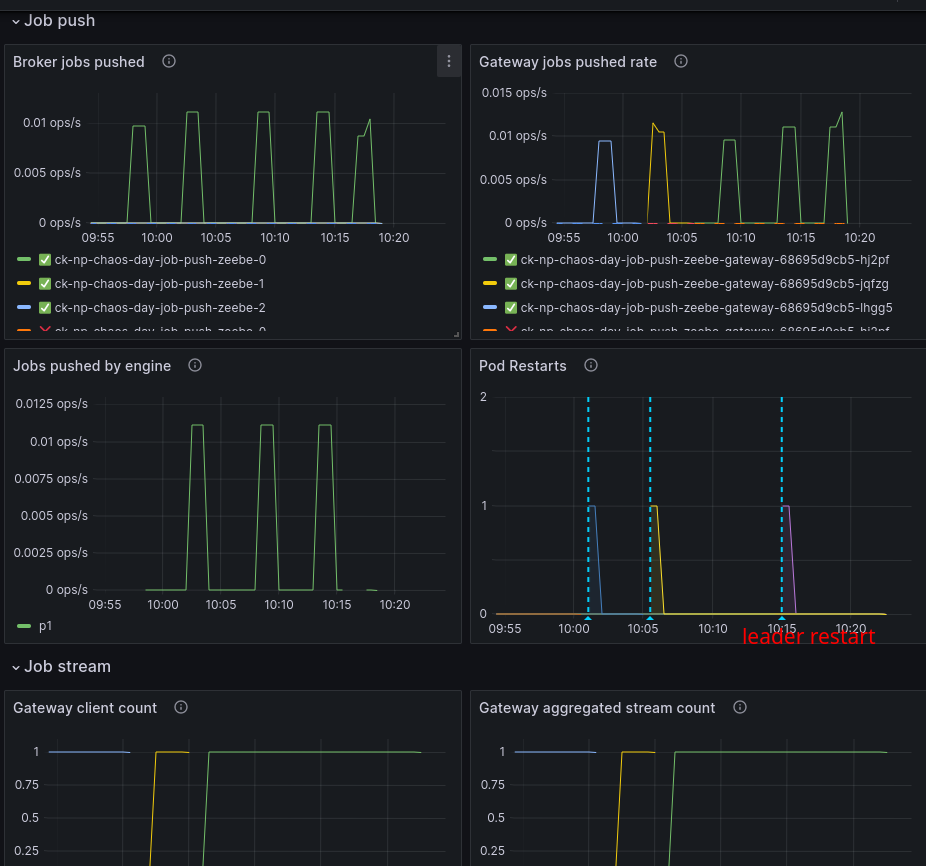 Job push
Broker jobs pushed
0.01 ops/s
0.005 ops/s
0 ops/s
09:55 10:00 10:05 10:10 10:15 10:20
✅ ck-np-chaos-day-job-push-zeebe-0
✅ ck-np-chaos-day-job-push-zeebe-1
✅ ck-np-chaos-day-job-push-zeebe-2
Gateway jobs pushed rate
0.015 ops/s
0.01 ops/s
0.005 ops/s
0 ops/s
09:55 10:00 10:05 10:10 10:15 10:20
✅ ck-np-chaos-day-job-push-zeebe-gateway-68695d9cb5-hj2pf
✅ ck-np-chaos-day-job-push-zeebe-gateway-68695d9cb5-jqfzg
✅ ck-np-chaos-day-job-push-zeebe-gateway-68695d9cb5-lhgg5
Jobs pushed by engine
0.0125 ops/s
0.01 ops/s
0.0075 ops/s
0.005 ops/s
0.0025 ops/s
0 ops/s
09:55 10:00 10:05 10:10 10:15 10:20
p1
Pod Restarts
2
1
0
09:55 10:00 10:05 10:10 10:15 10:20
leader restart
Job stream
Gateway client count
1
0.75
0.5
0.25
Gateway aggregated stream count
1
0.75
0.5
0.25